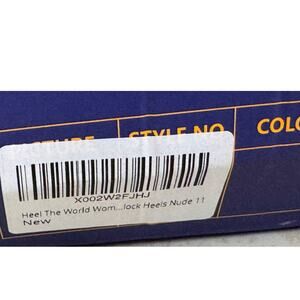 STYLE NO
COLO
X002W2FJHJ
Heel The World Wom...lock Heels Nude 11
New